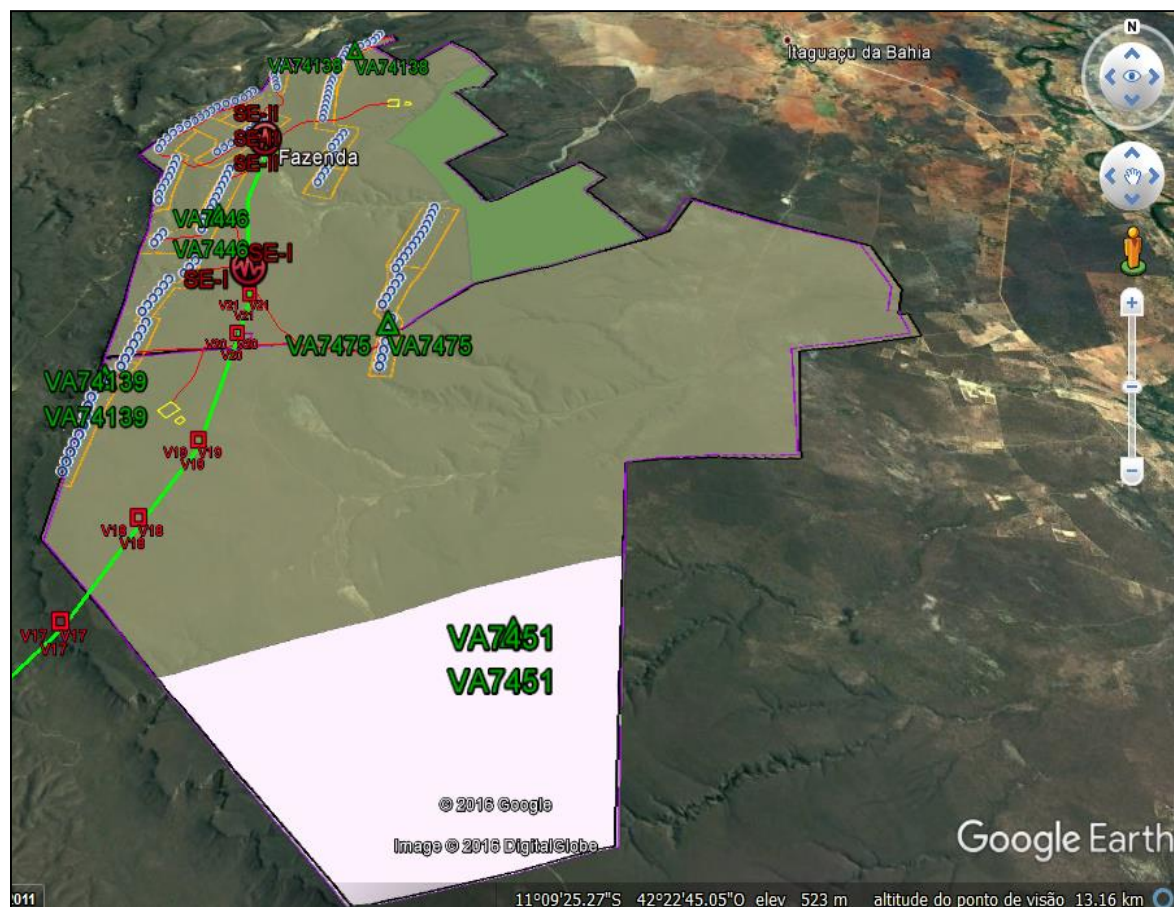 N
Itaguaçu da Bahia
VA74138 VA74138
SE-II
SE-II
SE-II
Fazenda
VA7446
VA7446
SE-I
SE-I
V21 V21
V21
V20 V20
V20
VA7475 VA7475
VA74139
VA74139
V19 V19
V19
V18 V18
V18
V17 V17
V17
VA7451
VA7451
© 2016 Google
Image © 2016 DigitalGlobe
Google Earth
2011
11°09'25.27"S 42°22'45.05"O elev 523 m altitude do ponto de visão 13.16 km